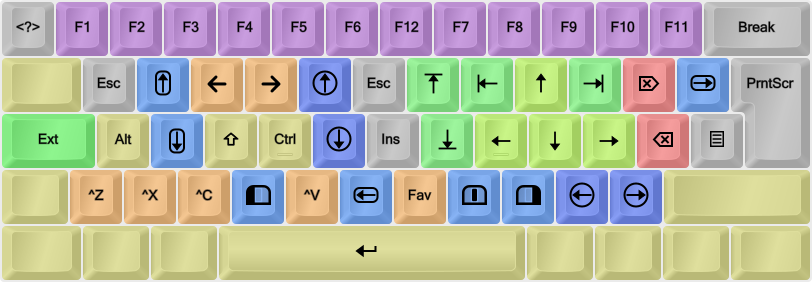 <?> F1 F2 F3 F4 F5 F6 F12 F7 F8 F9 F10 F11 Break
Esc ← → Esc ↑ PrntScr
Ext Alt Ctrl Ins ← ↓ →
^Z ^X ^C ^V Fav